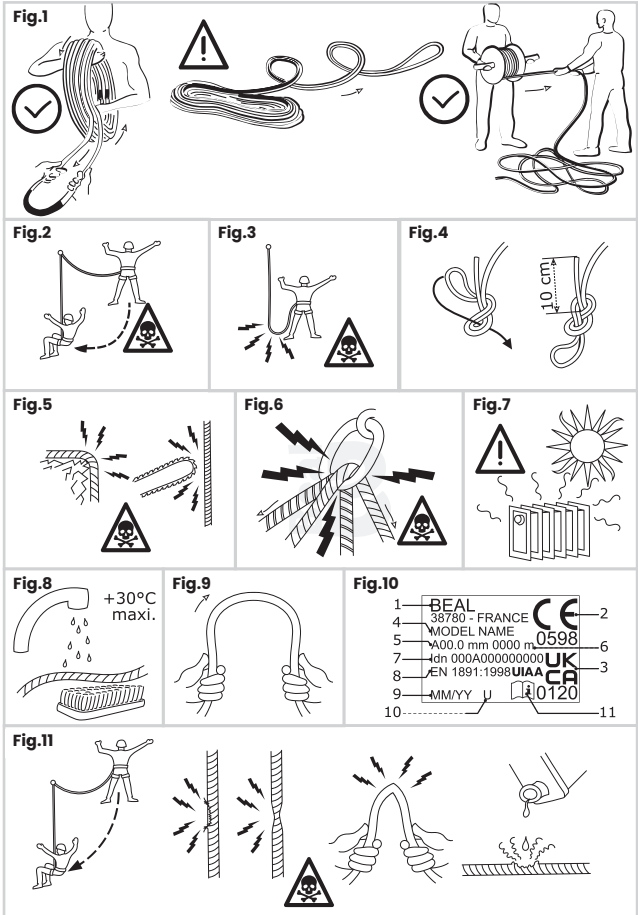 Fig.1
Fig.2
Fig.3
Fig.4
10 cm
Fig.5
Fig.6
Fig.7
Fig.8
+30°C
maxi.
Fig.9
Fig.10
1
BEAL
38780 - FRANCE
CE
2
4
MODEL NAME
0598
5
A00.0 mm 0000 m
6
7
Idn 000A000000000
UK
CA
3
8
EN 1891:1998 UIAA
9
MM/YY U
i
0120
10
11
Fig.11